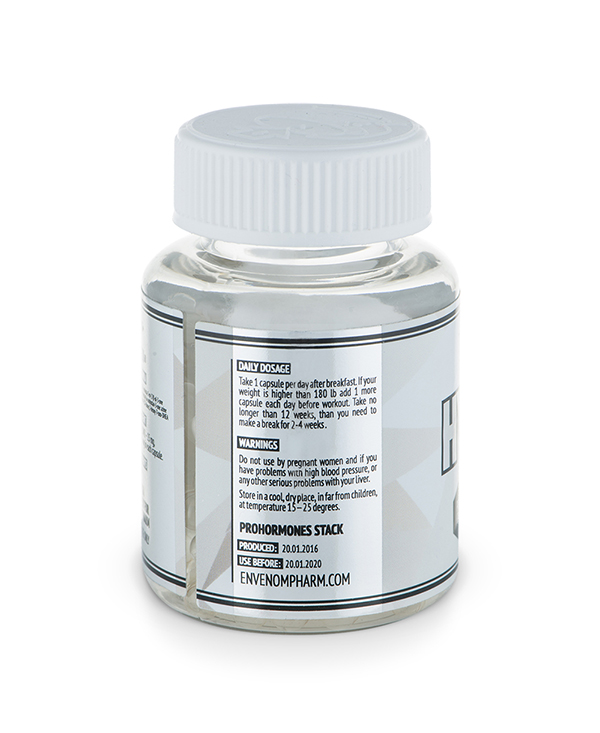 DAILY DOSAGE
Take 1 capsule per day after breakfast. If your
weight is higher than 180 lb add 1 more
capsule each day before workout. Take no
longer than 12 weeks, than you need to
make a break for 2-4 weeks.
WARNINGS
Do not use by pregnant women and if you
have problems with high blood pressure, or
any other serious problems with your liver.
Store in a cool, dry place, in far from children,
at temperature 15–25 degrees.
PROHORMONES STACK
PRODUCED: 20.01.2016
USE BEFORE: 20.01.2020
ENVENOMPHARM.COM
H